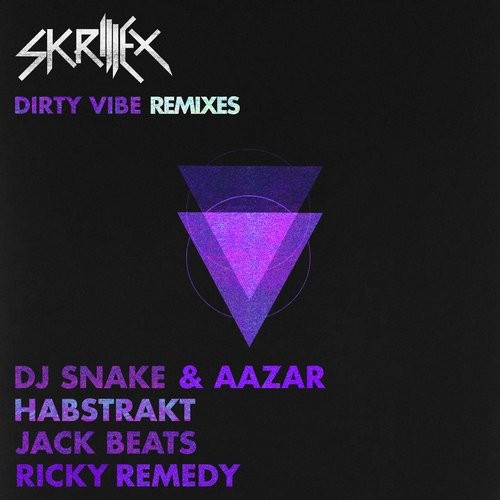 SKRILLEX
DIRTY VIBE REMIXES
DJ SNAKE & AAZAR
HABSTRAKT
JACK BEATS
RICKY REMEDY